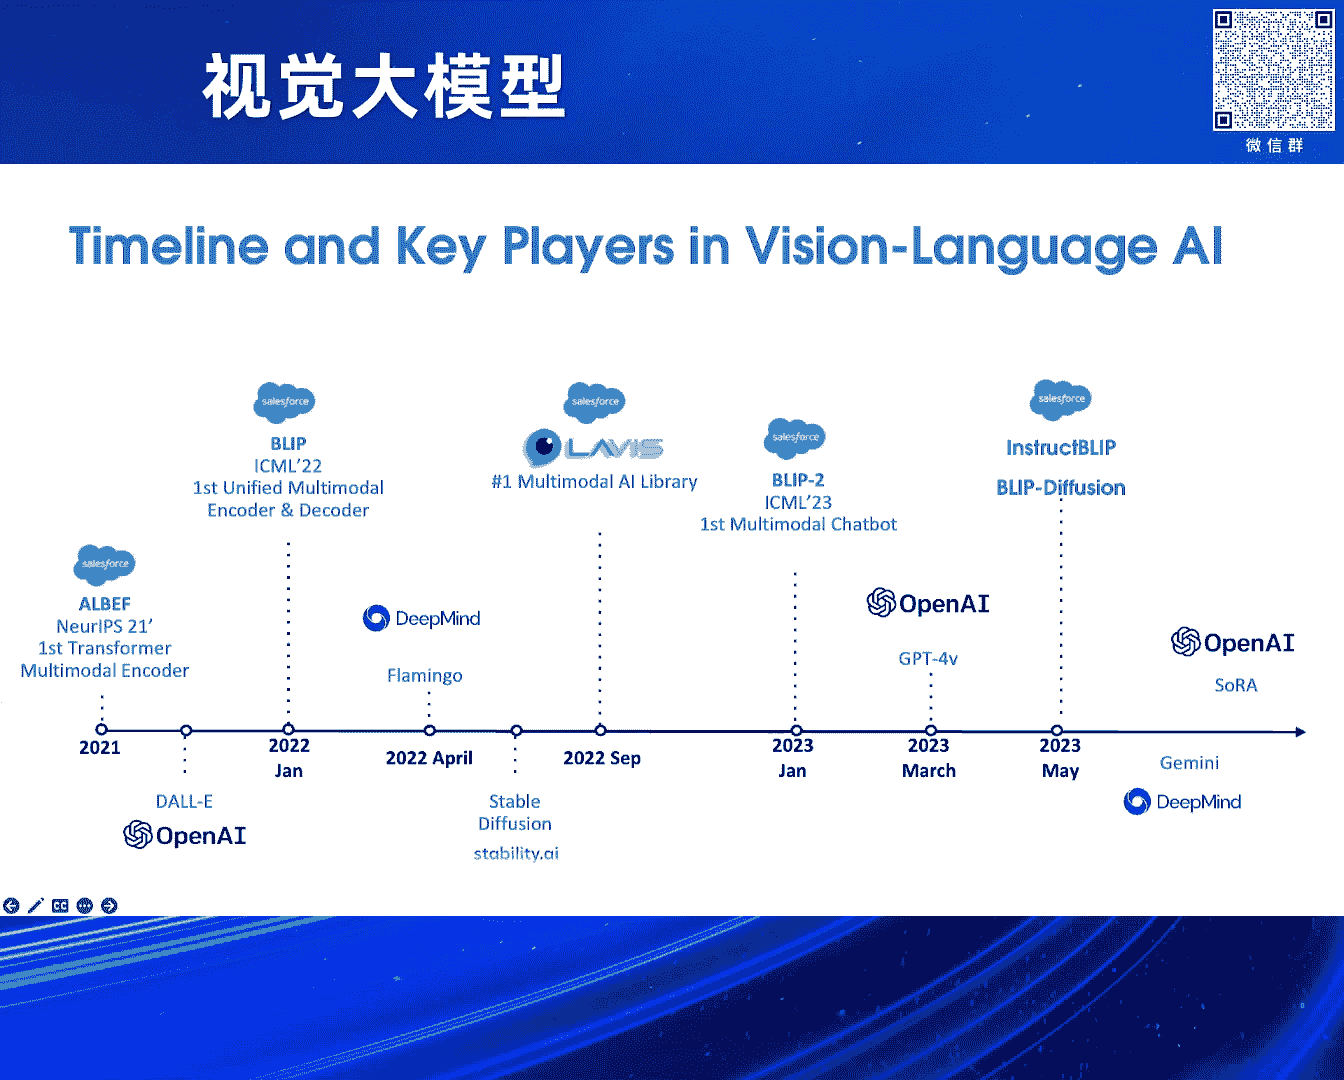 视觉大模型
微信群
Timeline and Key Players in Vision-Language AI
salesforce
BLIP
ICML'22
1st Unified Multimodal
Encoder & Decoder
salesforce
LAVIS
#1 Multimodal AI Library
salesforce
BLIP-2
ICML'23
1st Multimodal Chatbot
salesforce
InstructBLIP
BLIP-Diffusion
salesforce
ALBEF
NeurIPS 21'
1st Transformer
Multimodal Encoder
DeepMind
Flamingo
OpenAI
GPT-4v
OpenAI
SoRA
2021
2022
Jan
2022 April
2022 Sep
2023
Jan
2023
March
2023
May
DALL-E
OpenAI
Stable
Diffusion
stability.ai
Gemini
DeepMind